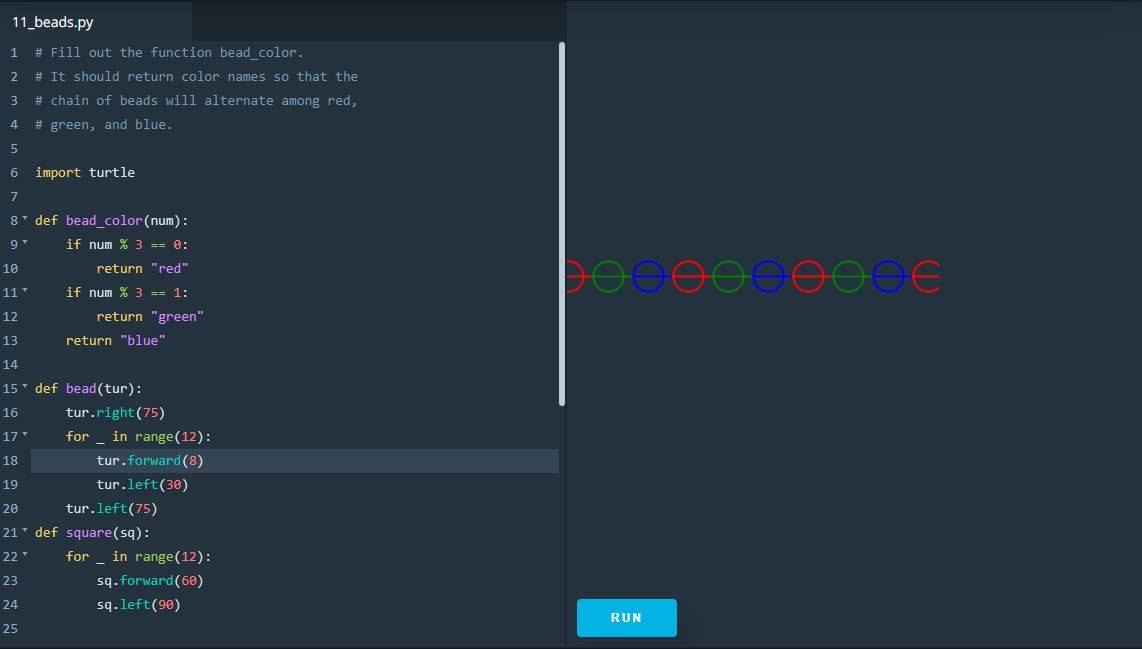 11_beads.py
1 # Fill out the function bead_color.
2 # It should return color names so that the
3 # chain of beads will alternate among red,
4 # green, and blue.
5
6 import turtle
7
8 def bead_color(num):
9     if num % 3 == 0:
10         return "red"
11     if num % 3 == 1:
12         return "green"
13     return "blue"
14
15 def bead(tur):
16     tur.right(75)
17     for _ in range(12):
18         tur.forward(8)
19         tur.left(30)
20     tur.left(75)
21 def square(sq):
22     for _ in range(12):
23         sq.forward(60)
24         sq.left(90)
25
RUN